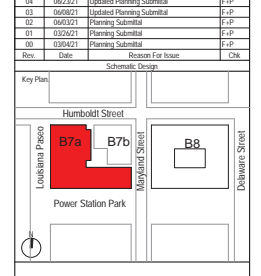 04 06/23/21 Updated Planning Submittal F+P
03 06/08/21 Updated Planning Submittal F+P
02 06/03/21 Planning Submittal F+P
01 03/26/21 Planning Submittal F+P
00 03/04/21 Planning Submittal F+P
Rev. Date Reason For Issue Chk
Schematic Design
Key Plan:
Humboldt Street
Louisiana Paseo
B7a
B7b
Maryland Street
B8
Delaware Street
Power Station Park
N